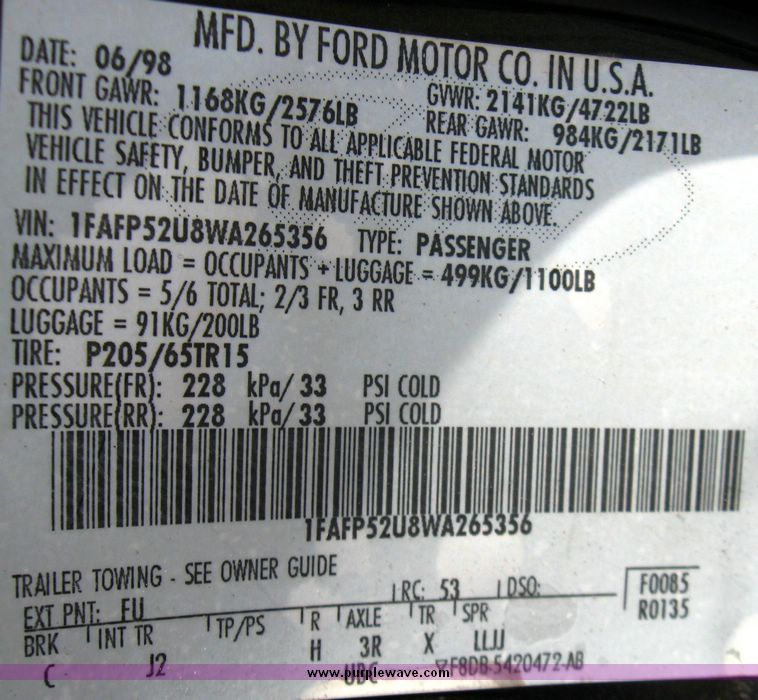 MFD. BY FORD MOTOR CO. IN U.S.A.
DATE: 06/98 GVWR: 2141KG/4722LB
FRONT GAWR: 1168KG/2576LB REAR GAWR: 984KG/2171LB
THIS VEHICLE CONFORMS TO ALL APPLICABLE FEDERAL MOTOR
VEHICLE SAFETY, BUMPER, AND THEFT PREVENTION STANDARDS
IN EFFECT ON THE DATE OF MANUFACTURE SHOWN ABOVE.
VIN: 1FAFP52U8WA265356 TYPE: PASSENGER
MAXIMUM LOAD = OCCUPANTS + LUGGAGE = 499KG/1100LB
OCCUPANTS = 5/6 TOTAL; 2/3 FR, 3 RR
LUGGAGE = 91KG/200LB
TIRE: P205/65TR15
PRESSURE(FR): 228 kPa/ 33 PSI COLD
PRESSURE(RR): 228 kPa/ 33 PSI COLD
1FAFP52U8WA265356
TRAILER TOWING - SEE OWNER GUIDE
EXT PNT: FU RC: 53 DSO: F0085
R0135
BRK INT TR TP/PS R AXLE TR SPR
C J2 H 3R X LLJJ
UDC F8DB-5420472-AB
www.purplewave.com